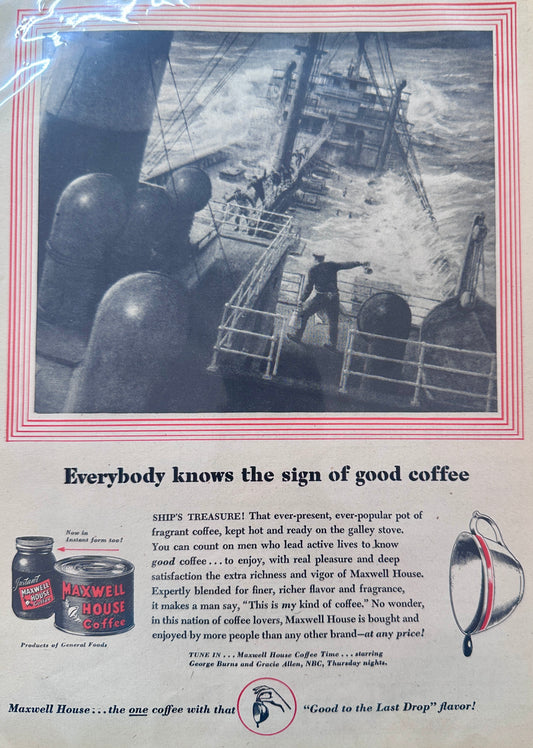 Everybody knows the sign of good coffee
SHIP'S TREASURE! That ever-present, ever-popular pot of
fragrant coffee, kept hot and ready on the galley stove.
You can count on men who lead active lives to know
good coffee...to enjoy, with real pleasure and deep
satisfaction the extra richness and vigor of Maxwell House.
Expertly blended for finer, richer flavor and fragrance,
it makes a man say, "This is my kind of coffee." No wonder,
in this nation of coffee lovers, Maxwell House is bought and
enjoyed by more people than any other brand—at any price!
TUNE IN...Maxwell House Coffee Time...starring
George Burns and Gracie Allen, NBC, Thursday nights.
Now in
Instant form too!
Instant
MAXWELL
HOUSE
COFFEE
MAXWELL
HOUSE
Coffee
Products of General Foods
Maxwell House...the one coffee with that "Good to the Last Drop" flavor!